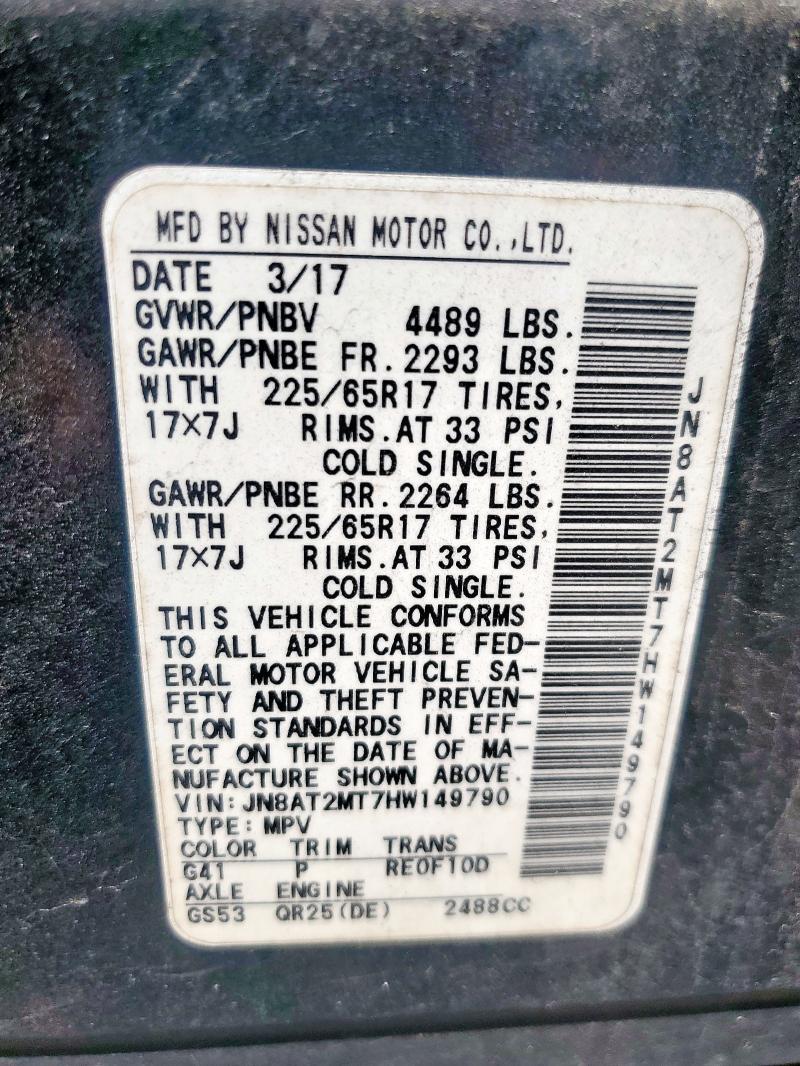 MFD BY NISSAN MOTOR CO.,LTD.
DATE 3/17
GVWR/PNBV 4489 LBS.
GAWR/PNBE FR.2293 LBS.
WITH 225/65R17 TIRES,
17×7J RIMS.AT 33 PSI
COLD SINGLE.
GAWR/PNBE RR.2264 LBS.
WITH 225/65R17 TIRES,
17×7J RIMS.AT 33 PSI
COLD SINGLE.
THIS VEHICLE CONFORMS
TO ALL APPLICABLE FED-
ERAL MOTOR VEHICLE SA-
FETY AND THEFT PREVEN-
TION STANDARDS IN EFF-
ECT ON THE DATE OF MA-
NUFACTURE SHOWN ABOVE.
VIN:JN8AT2MT7HW149790
TYPE:MPV
COLOR TRIM TRANS
G41 P RE0F10D
AXLE ENGINE
GS53 QR25(DE) 2488CC
JN8AT2MT7HW149790